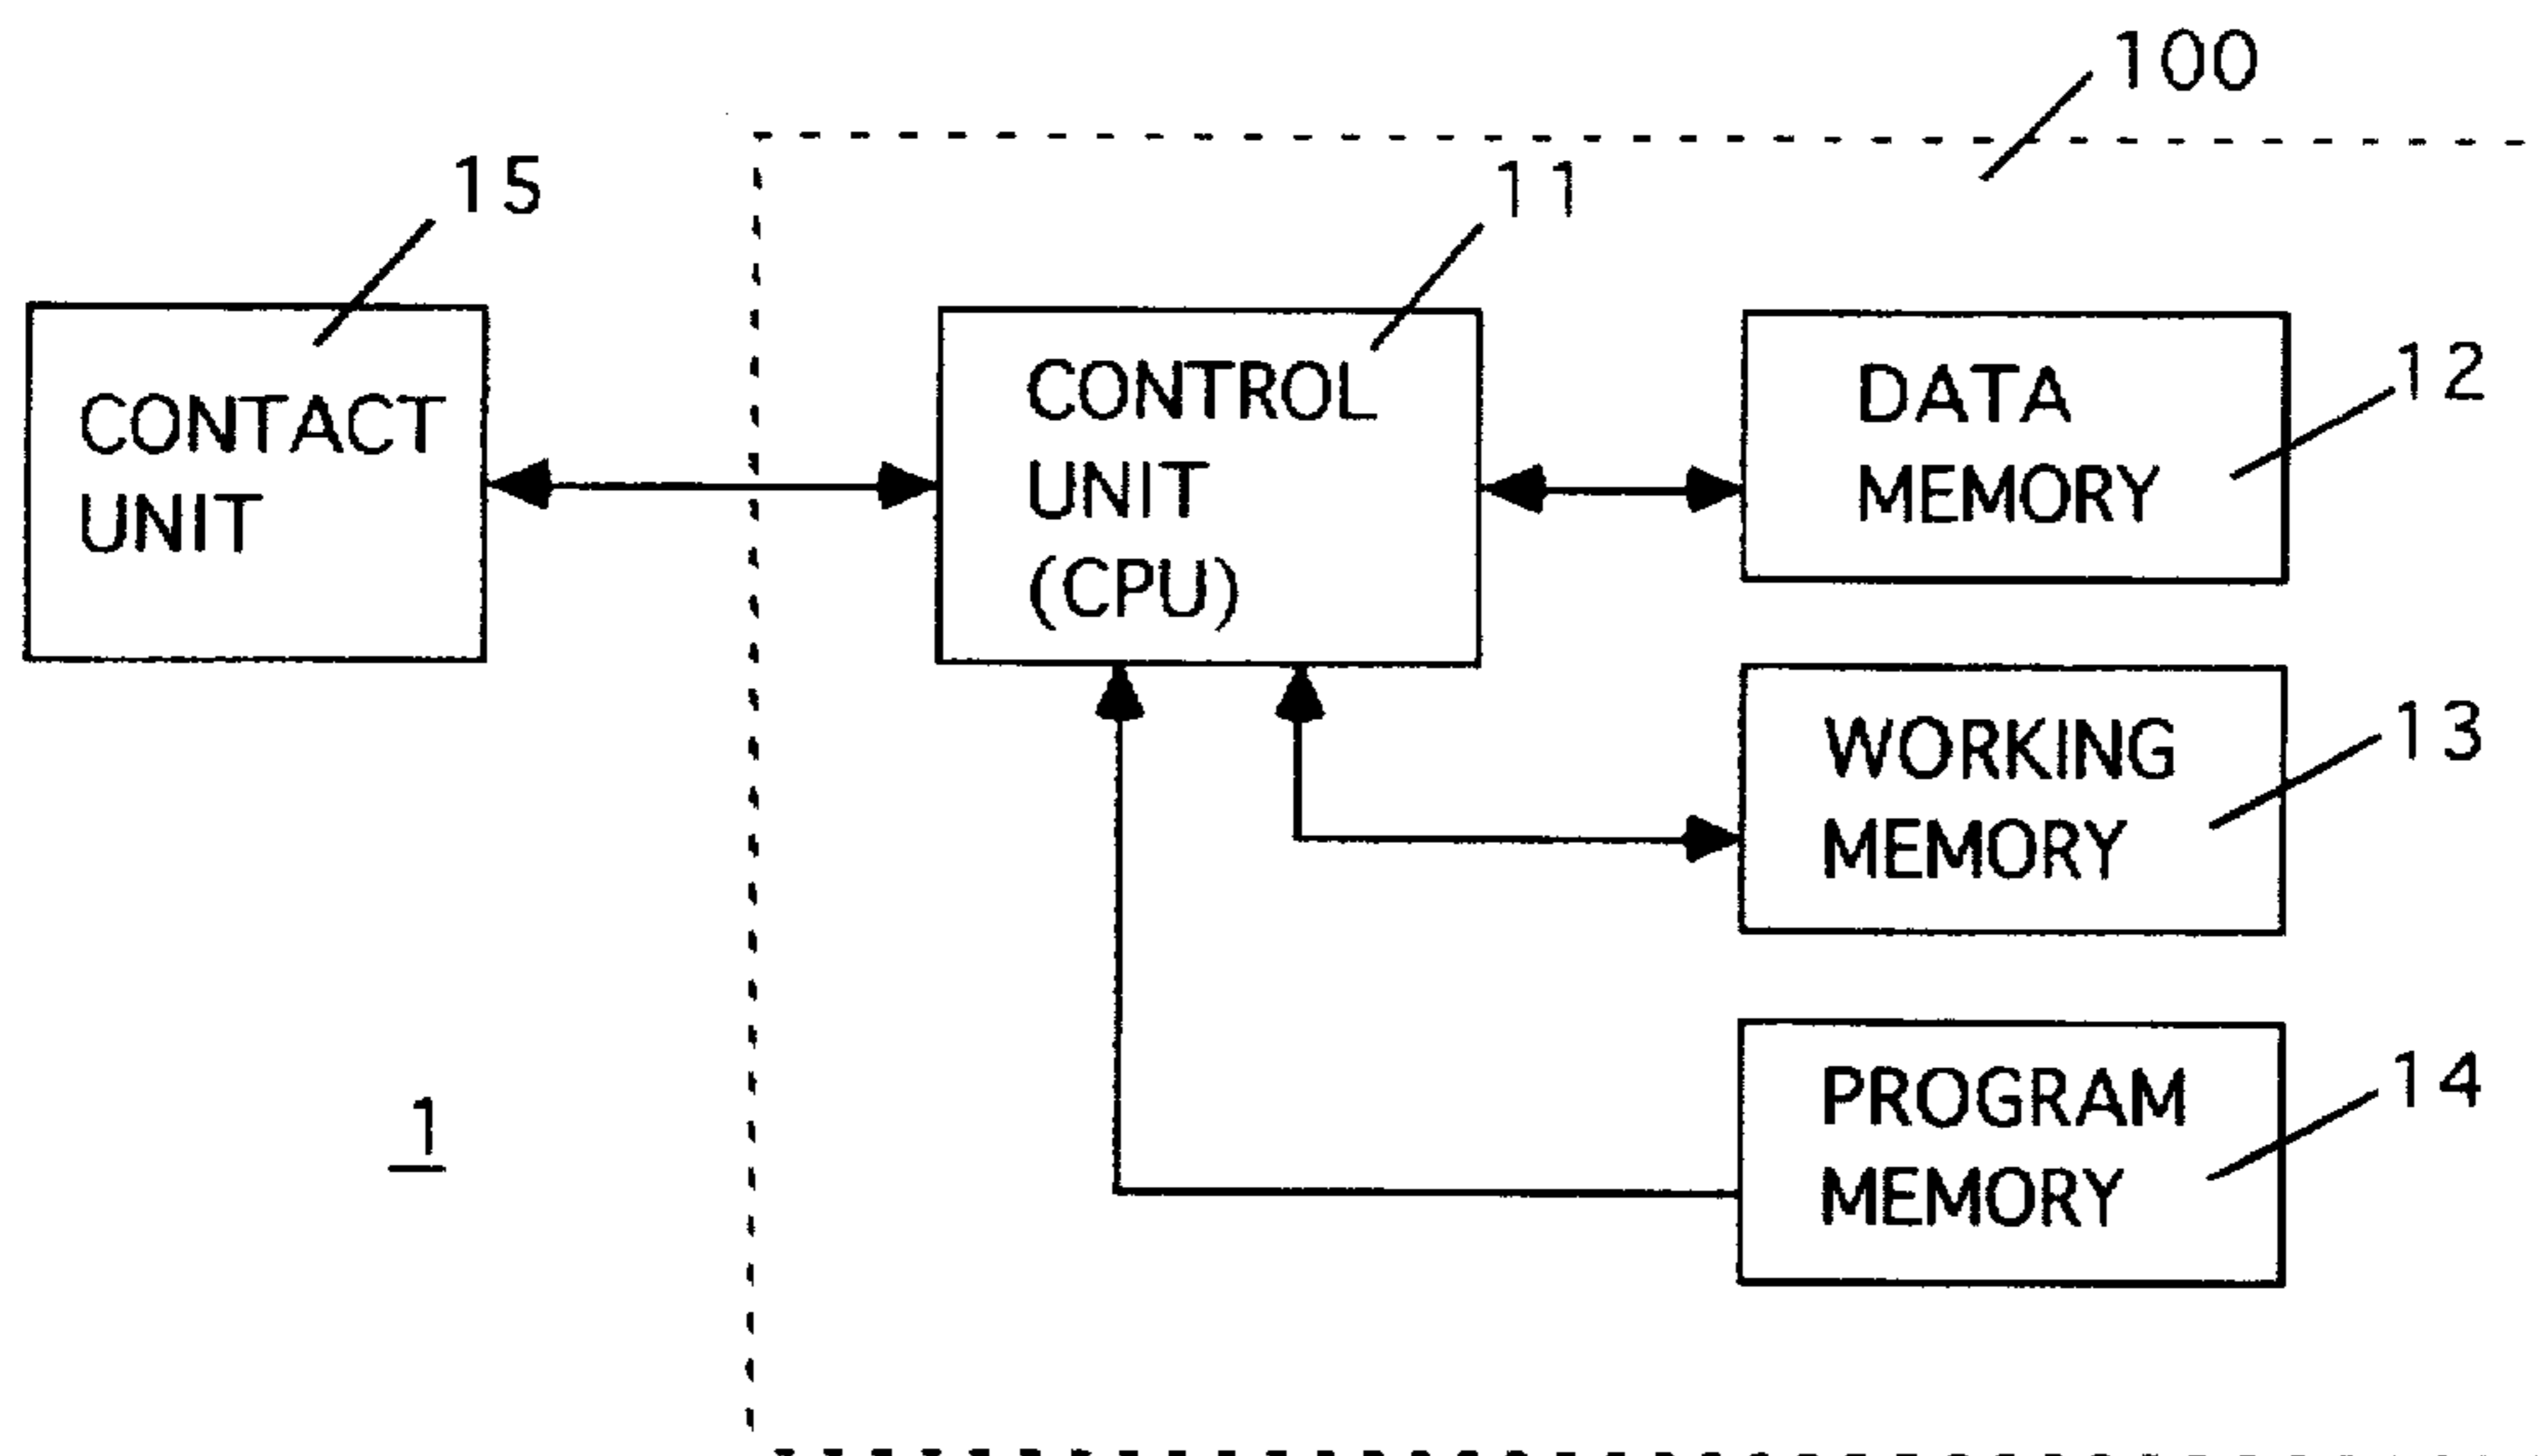 100
15
11
CONTACT
UNIT
CONTROL
UNIT
(CPU)
DATA
MEMORY
12
WORKING
MEMORY
13
PROGRAM
MEMORY
14
1